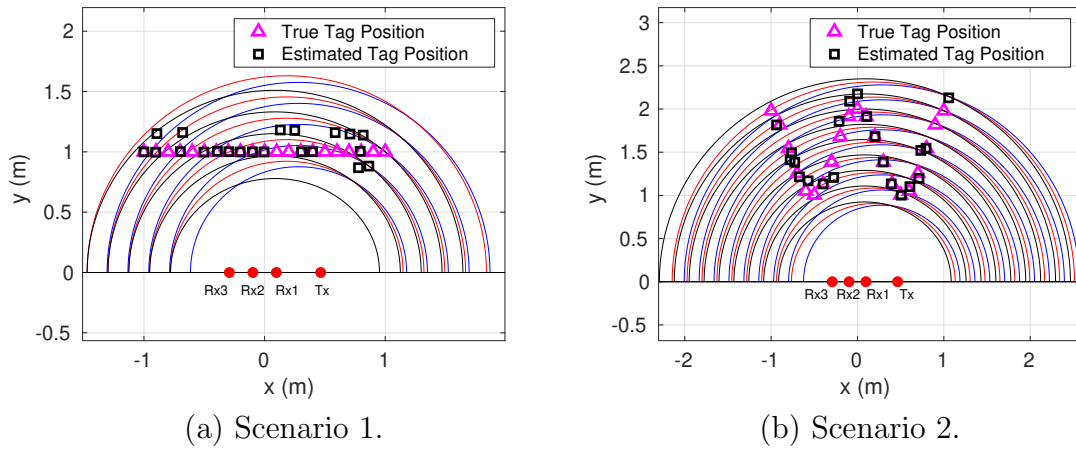 True Tag Position
Estimated Tag Position
2
1.5
1
0.5
0
-0.5
y (m)
Rx3 Rx2 Rx1 Tx
-1 0 1
x (m)
(a) Scenario 1.
True Tag Position
Estimated Tag Position
3
2.5
2
1.5
1
0.5
0
-0.5
y (m)
Rx3 Rx2 Rx1 Tx
-2 -1 0 1 2
x (m)
(b) Scenario 2.